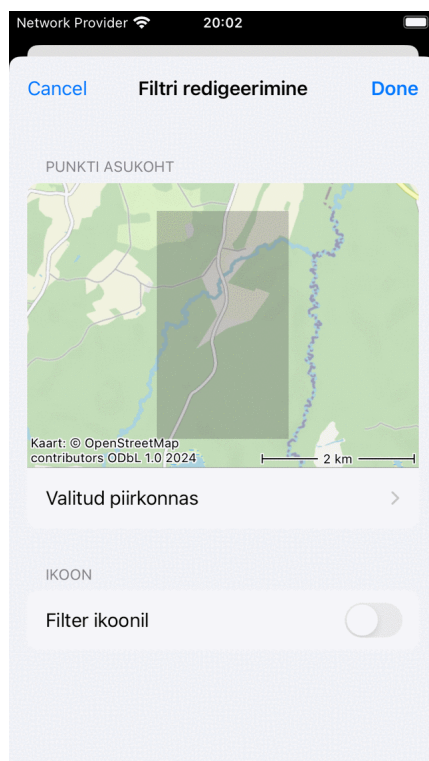 Network Provider 20:02
Cancel Filtri redigeerimine Done
PUNKTI ASUKOHT
Kaart: © OpenStreetMap
contributors ODbL 1.0 2024
2 km
Valitud piirkonnas
IKOON
Filter ikoonil